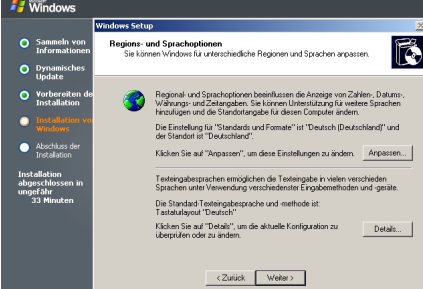 Windows
Windows Setup
Sammeln von
Informationen
Dynamisches
Update
Vorbereiten de
Installation
Installation vo
Windows
Abschluss der
Installation
Installation
abgeschlossen in
ungefähr
33 Minuten
Regions- und Sprachoptionen
Sie können Windows für unterschiedliche Regionen und Sprachen anpassen.
Regional- und Sprachoptionen beeinflussen die Anzeige von Zahlen-, Datums-,
Währungs- und Zeitangaben. Sie können Unterstützung für weitere Sprachen
hinzufügen und die Standortangabe für diesen Computer ändern.
Die Einstellung für "Standards und Formate" ist "Deutsch (Deutschland)" und
der Standort ist "Deutschland".
Klicken Sie auf "Anpassen", um diese Einstellungen zu ändern.
Anpassen...
Texteingabesprachen ermöglichen die Texteingabe in vielen verschieden
Sprachen unter Verwendung verschiedenster Eingabemethoden und -geräte.
Die Standard-Texteingabesprache und -methode ist:
Tastaturlayout "Deutsch"
Klicken Sie auf "Details", um die aktuelle Konfiguration zu
überprüfen oder zu ändern.
Details...
< Zurück
Weiter >